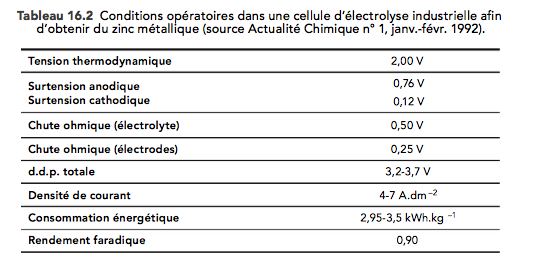 Tableau 16.2 Conditions opératoires dans une cellule d’électrolyse industrielle afin
d’obtenir du zinc métallique (source Actualité Chimique n° 1, janv.-févr. 1992).
Tension thermodynamique 2,00 V
Surtension anodique 0,76 V
Surtension cathodique 0,12 V
Chute ohmique (électrolyte) 0,50 V
Chute ohmique (électrodes) 0,25 V
d.d.p. totale 3,2-3,7 V
Densité de courant 4-7 A.dm⁻²
Consommation énergétique 2,95-3,5 kWh.kg ⁻¹
Rendement faradique 0,90